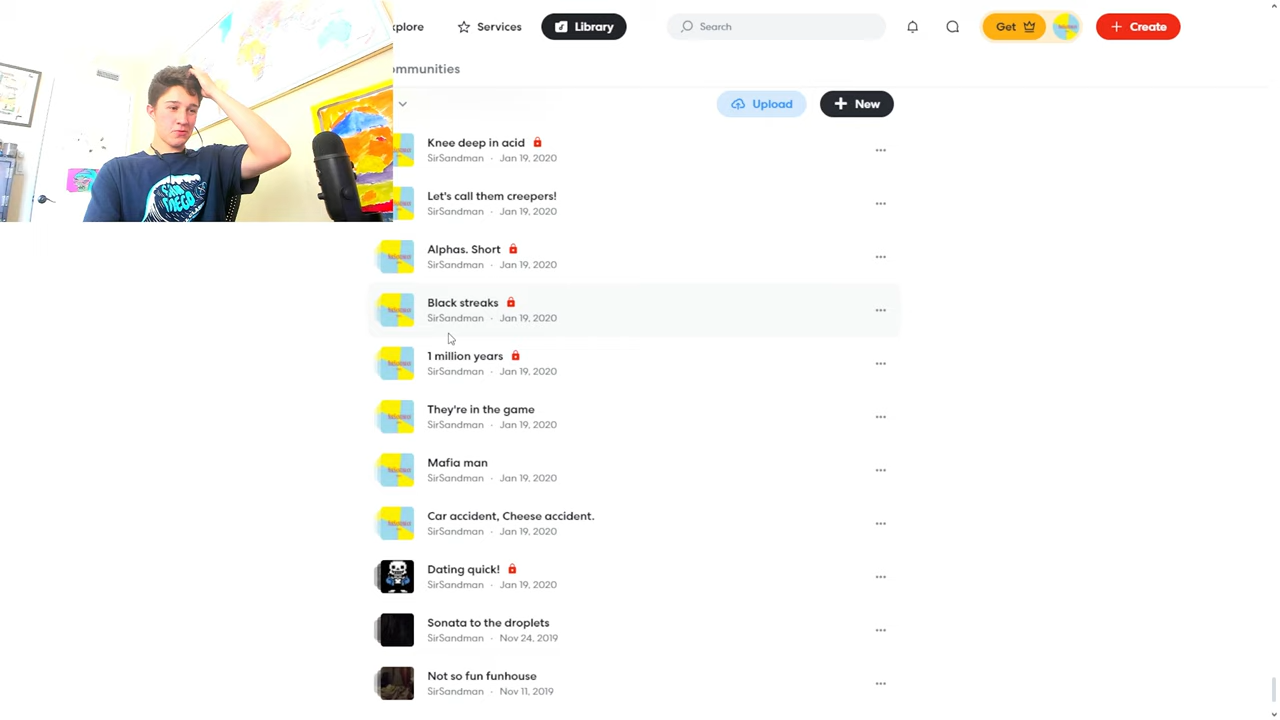 xplore
Services
Library
Search
Get
Create
ommunities
Upload
New
Knee deep in acid
SirSandman · Jan 19, 2020
Let's call them creepers!
SirSandman · Jan 19, 2020
Alphas. Short
SirSandman · Jan 19, 2020
Black streaks
SirSandman · Jan 19, 2020
1 million years
SirSandman · Jan 19, 2020
They're in the game
SirSandman · Jan 19, 2020
Mafia man
SirSandman · Jan 19, 2020
Car accident, Cheese accident.
SirSandman · Jan 19, 2020
Dating quick!
SirSandman · Jan 19, 2020
Sonata to the droplets
SirSandman · Nov 24, 2019
Not so fun funhouse
SirSandman · Nov 11, 2019